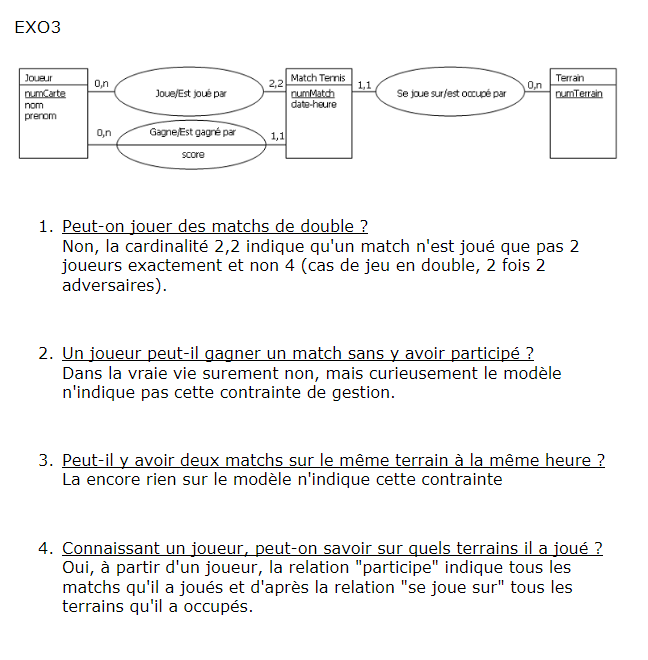 EXO3
Joueur
numCarte
nom
prenom
0,n
Joue/Est joué par
2,2
0,n
Gagne/Est gagné par
score
1,1
Match Tennis
numMatch
date-heure
1,1
Se joue sur/est occupé par
0,n
Terrain
numTerrain
1. Peut-on jouer des matchs de double ?
Non, la cardinalité 2,2 indique qu'un match n'est joué que pas 2
joueurs exactement et non 4 (cas de jeu en double, 2 fois 2
adversaires).
2. Un joueur peut-il gagner un match sans y avoir participé ?
Dans la vraie vie surement non, mais curieusement le modèle
n'indique pas cette contrainte de gestion.
3. Peut-il y avoir deux matchs sur le même terrain à la même heure ?
La encore rien sur le modèle n'indique cette contrainte
4. Connaissant un joueur, peut-on savoir sur quels terrains il a joué ?
Oui, à partir d'un joueur, la relation "participe" indique tous les
matchs qu'il a joués et d'après la relation "se joue sur" tous les
terrains qu'il a occupés.